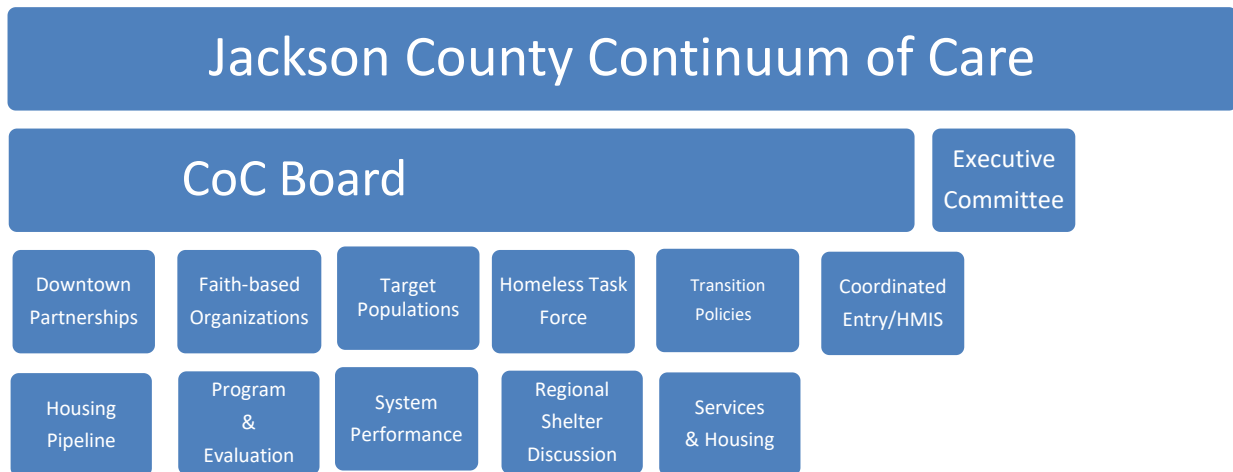 Jackson County Continuum of Care
CoC Board
Executive
Committee
Downtown
Partnerships
Faith-based
Organizations
Target
Populations
Homeless Task
Force
Transition
Policies
Coordinated
Entry/HMIS
Housing
Pipeline
Program
&
Evaluation
System
Performance
Regional
Shelter
Discussion
Services
& Housing